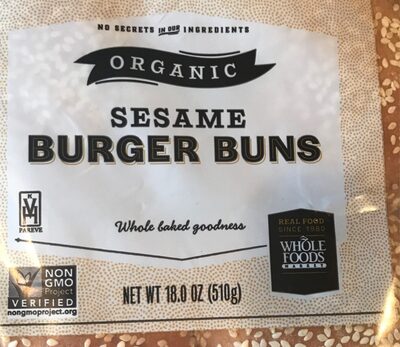 NO SECRETS IN OUR INGREDIENTS
ORGANIC
SESAME
BURGER BUNS
PAREVE
Whole baked goodness
REAL FOOD
SINCE 1980
WHOLE
FOODS
MARKET
NON
GMO
Project
VERIFIED
nongmoproject.org
NET WT 18.0 OZ (510g)